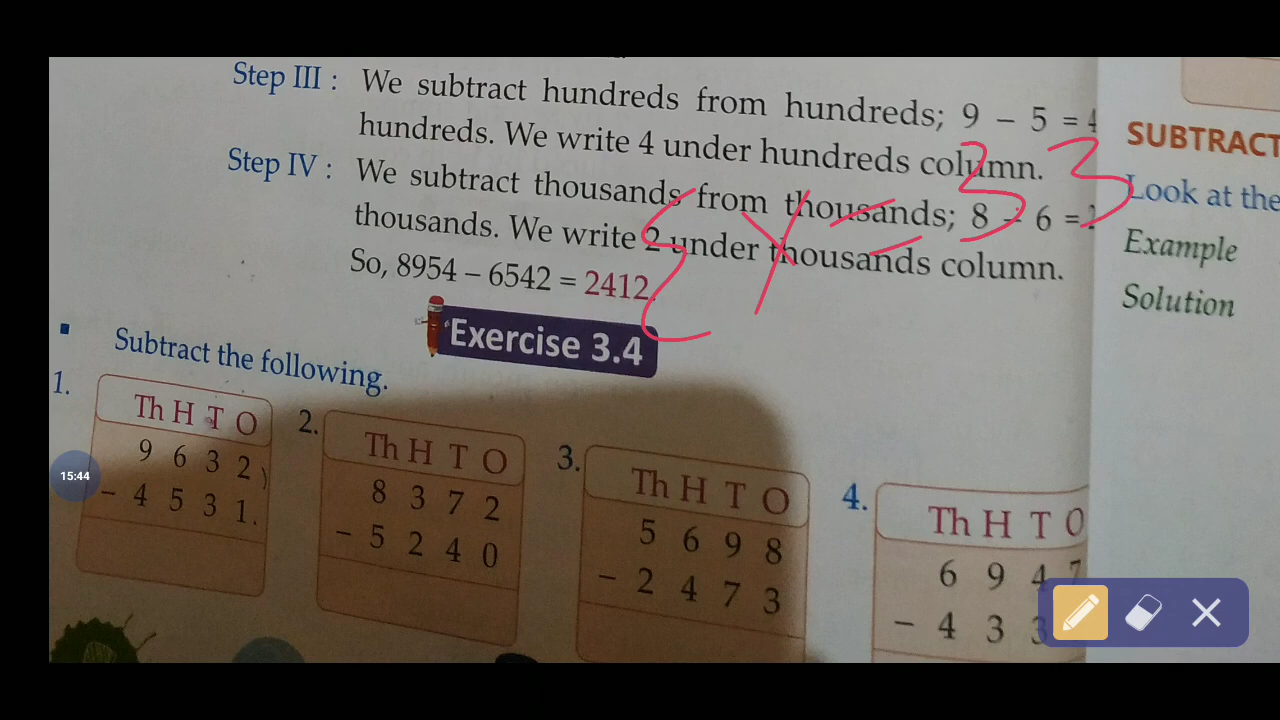 Step III : We subtract hundreds from hundreds; 9 – 5 = 4
hundreds. We write 4 under hundreds column.
Step IV : We subtract thousands from thousands; 8 – 6 = 2
thousands. We write 2 under thousands column.
So, 8954 – 6542 = 2412.
Exercise 3.4
Subtract the following.
1.
Th H T O
9 6 3 2
– 4 5 3 1
2.
Th H T O
8 3 7 2
– 5 2 4 0
3.
Th H T O
5 6 9 8
– 2 4 7 3
4.
Th H T O
6 9 4 7
– 4 3 3
SUBTRACT
Look at the
Example
Solution
15:44